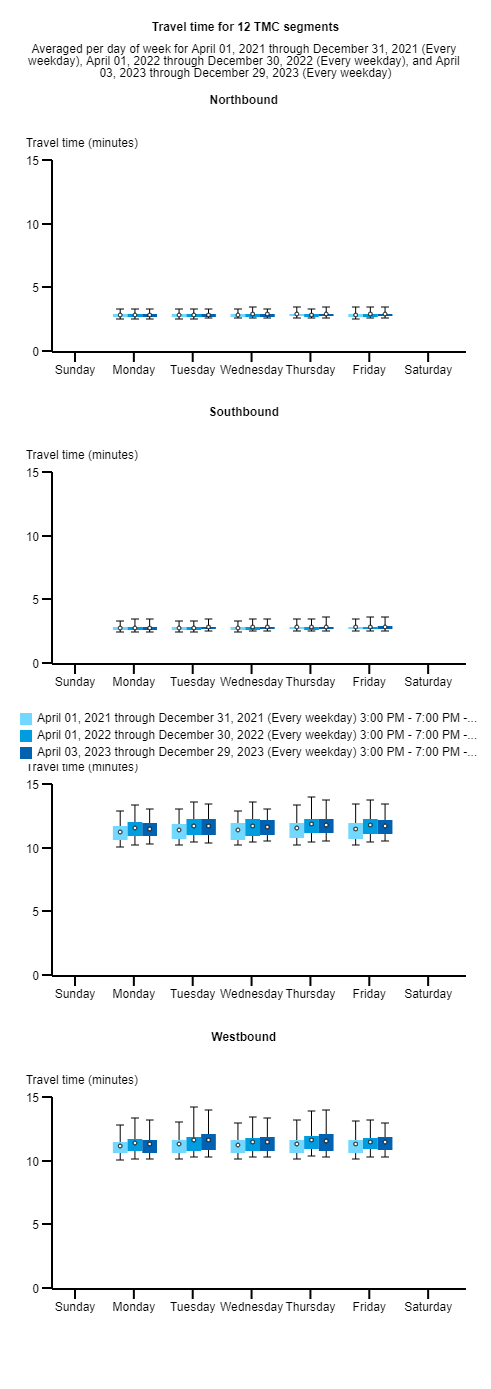 Travel time for 12 TMC segments
Averaged per day of week for April 01, 2021 through December 31, 2021 (Every
weekday), April 01, 2022 through December 30, 2022 (Every weekday), and April
03, 2023 through December 29, 2023 (Every weekday)
Northbound
Travel time (minutes)
15
10
5
0
Sunday Monday Tuesday Wednesday Thursday Friday Saturday
Southbound
Travel time (minutes)
15
10
5
0
Sunday Monday Tuesday Wednesday Thursday Friday Saturday
April 01, 2021 through December 31, 2021 (Every weekday) 3:00 PM - 7:00 PM -...
April 01, 2022 through December 30, 2022 (Every weekday) 3:00 PM - 7:00 PM -...
April 03, 2023 through December 29, 2023 (Every weekday) 3:00 PM - 7:00 PM -...
Travel time (minutes)
15
10
5
0
Sunday Monday Tuesday Wednesday Thursday Friday Saturday
Westbound
Travel time (minutes)
15
10
5
0
Sunday Monday Tuesday Wednesday Thursday Friday Saturday